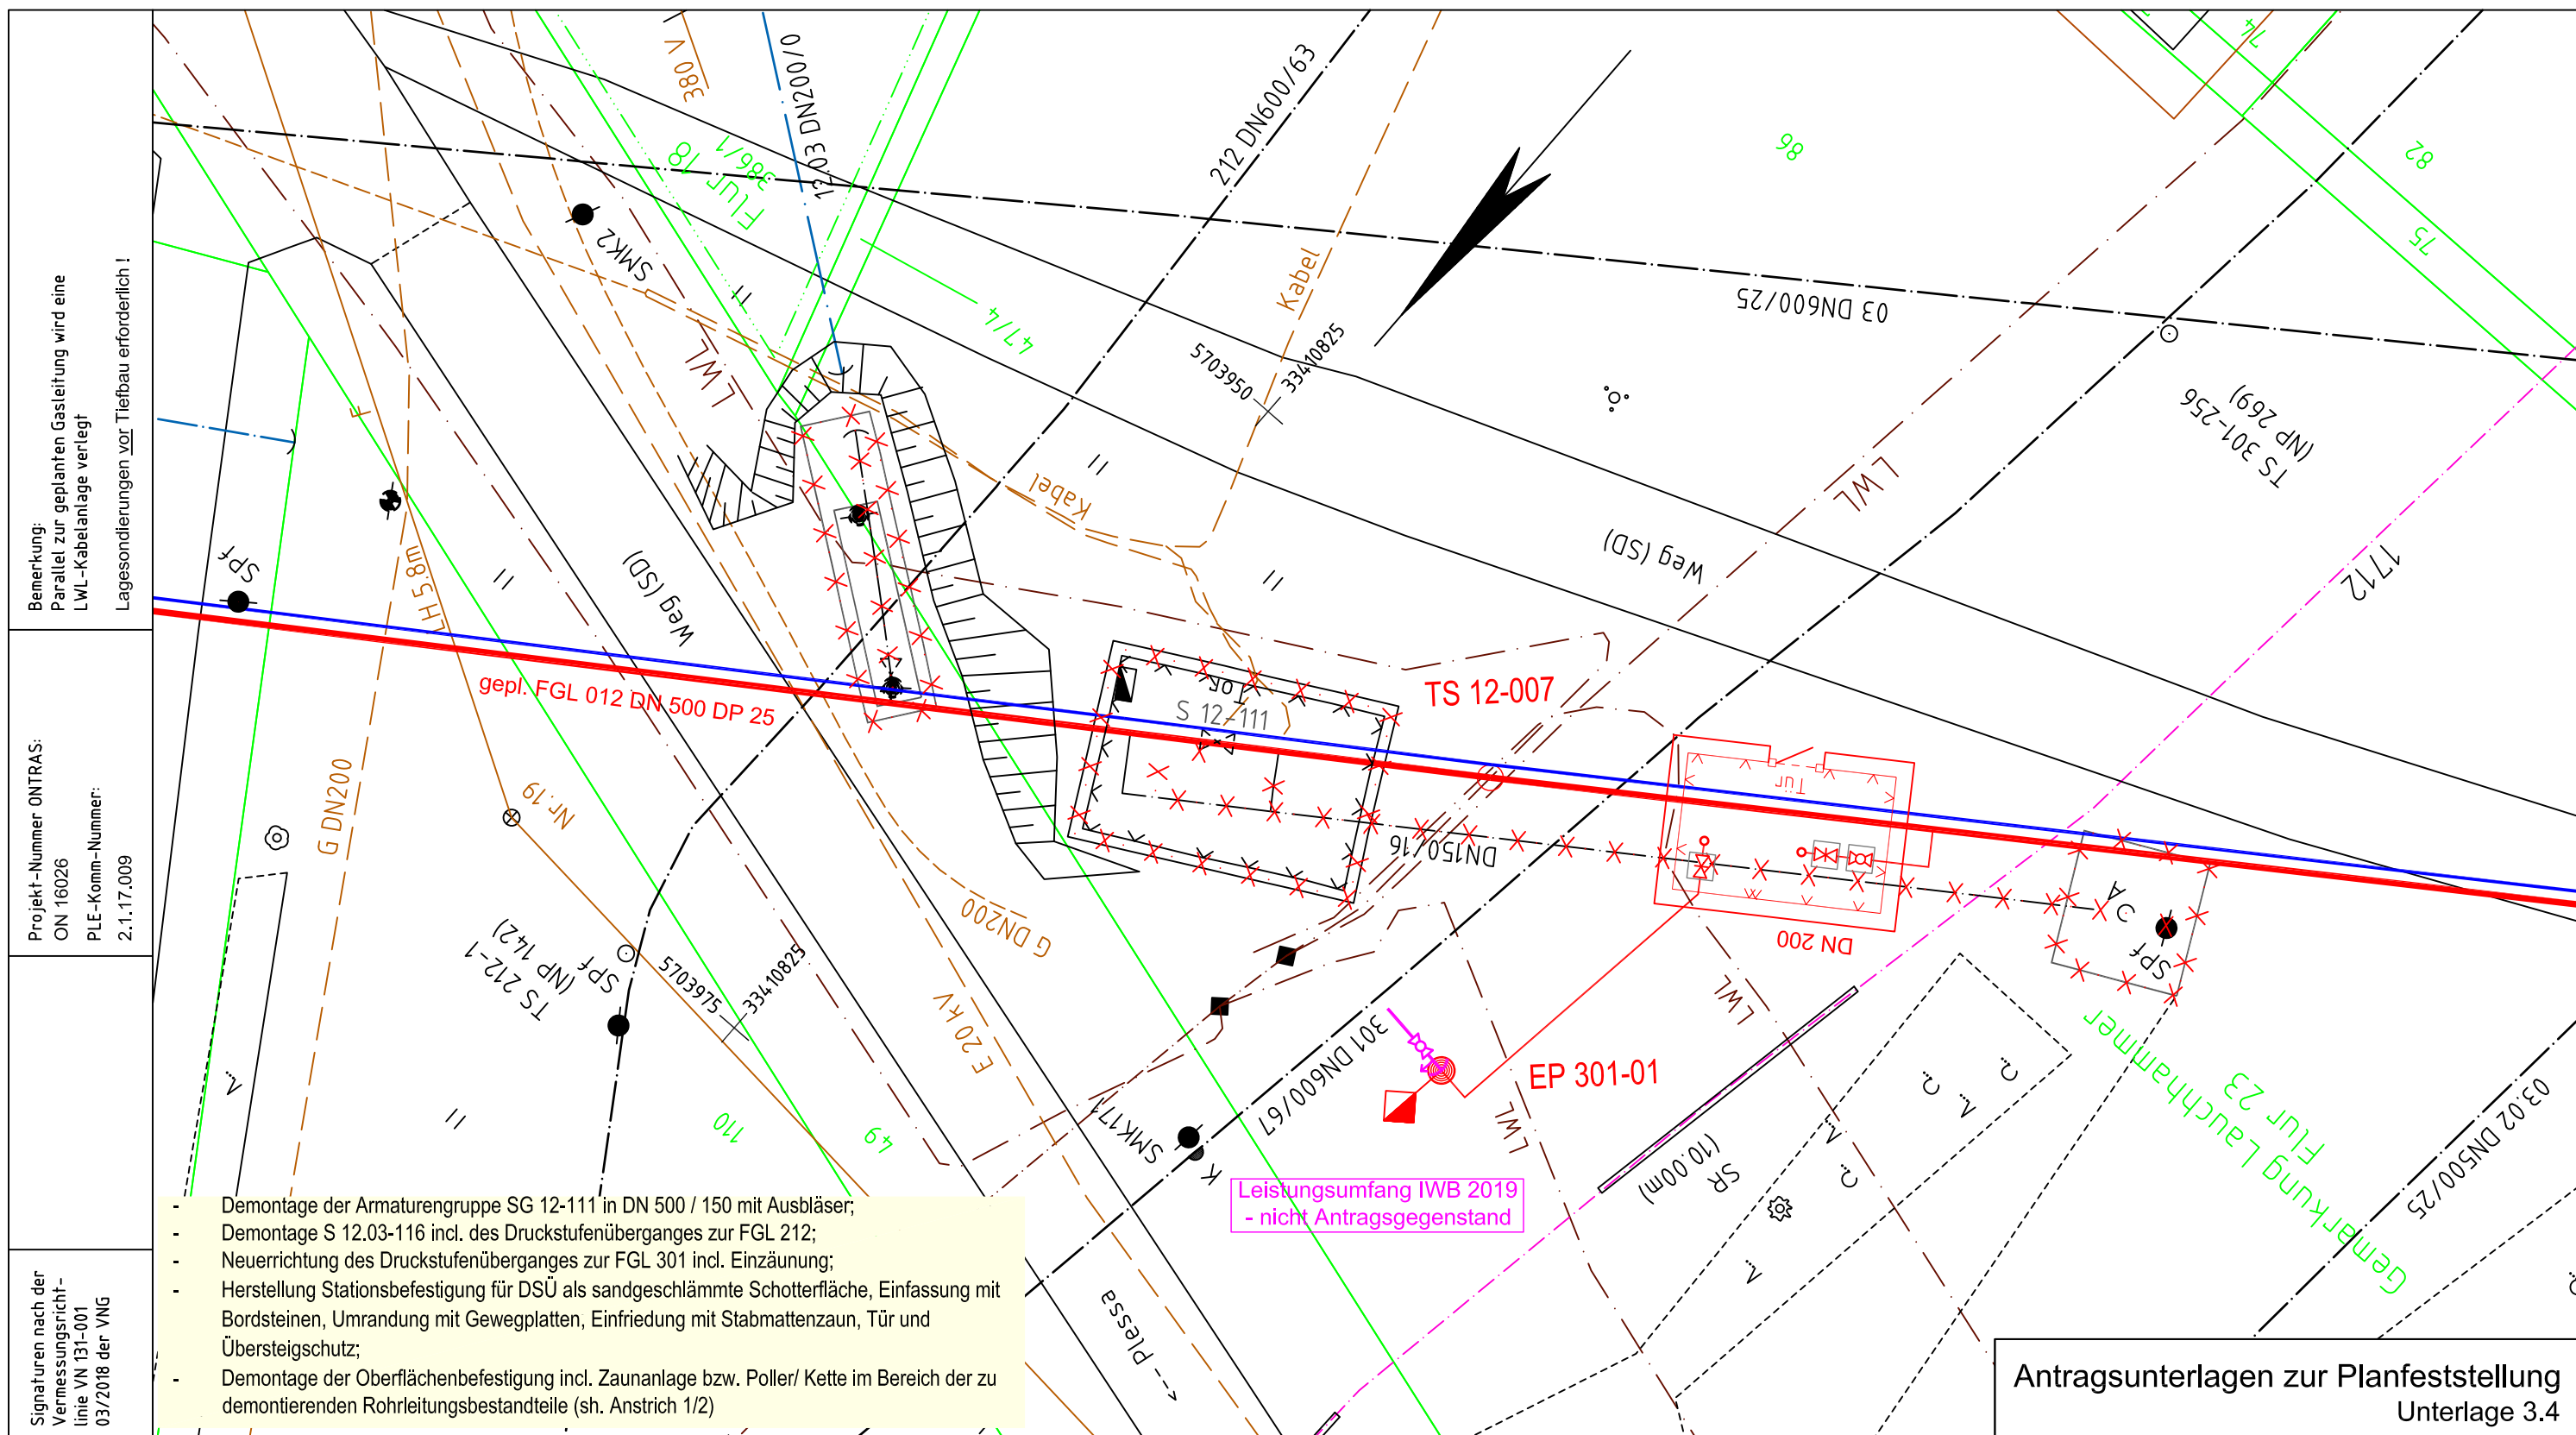 Bemerkung:
Parallel zur geplanten Gasleitung wird eine
LWL-Kabelanlage verlegt
Lagesondierungen vor Tiefbau erforderlich !
Projekt-Nummer ONTRAS:
ON 16026
PLE-Komm-Nummer:
2.1.17.009
Signaturen nach der
Vermessungsricht-
linie VN 1311-001
03/2018 der VNG
380 V
13.03 DN200/0
Flur 18
386/1
212 DN600/63
86
74
82
75
SMK2
LWL
47/4
Kabel
03 DN600/25
5703950
33410825
TS 301-256
(NP 269)
LWL
Kabel
SPf
LH 5.8m
Weg (SD)
Weg (SD)
1712
gepl. FGL 012 DN 500 DP 25
Tor
S 12-111
TS 12-007
Tür
G DN200
Nr.19
DN150/16
DN 200
A
SPf
G DN200
TS 212-1
(NP 142)
SPf
5703975
33410825
E 20 kV
LWL
301 DN600/67
EP 301-01
LWL
Gemarkung Lauchhammer
Flur 23
110
49
SMK171
K
SR
(10.00m)
03.02 DN500/25
Leistungsumfang IWB 2019
- nicht Antragsgegenstand
<-- Plessa
- Demontage der Armaturengruppe SG 12-111 in DN 500 / 150 mit Ausbläser;
- Demontage S 12.03-116 incl. des Druckstufenüberganges zur FGL 212;
- Neuerrichtung des Druckstufenüberganges zur FGL 301 incl. Einzäunung;
- Herstellung Stationsbefestigung für DSÜ als sandgeschlämmte Schotterfläche, Einfassung mit
Bordsteinen, Umrandung mit Gewegplatten, Einfriedung mit Stabmattenzaun, Tür und
Übersteigschutz;
- Demontage der Oberflächenbefestigung incl. Zaunanlage bzw. Poller/ Kette im Bereich der zu
demontierenden Rohrleitungsbestandteile (sh. Anstrich 1/2)
Antragsunterlagen zur Planfeststellung
Unterlage 3.4